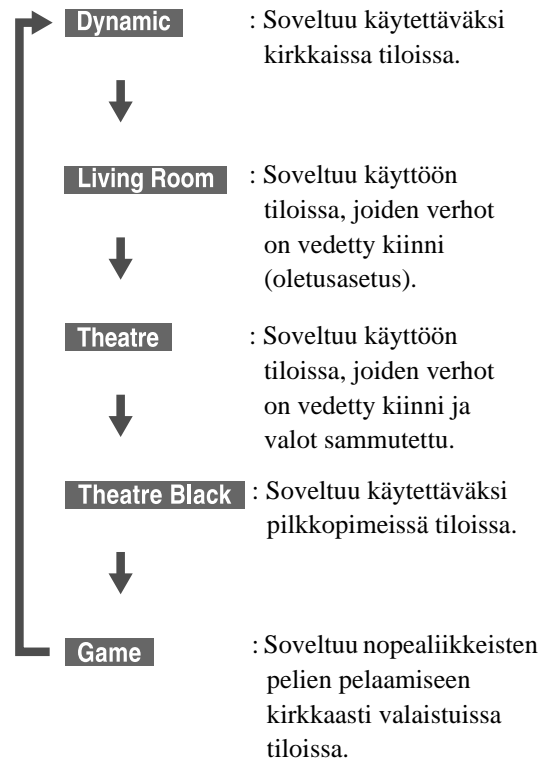 Dynamic : Soveltuu käytettäväksi
kirkkaissa tiloissa.
Living Room : Soveltuu käyttöön
tiloissa, joiden verhot
on vedetty kiinni
(oletusasetus).
Theatre : Soveltuu käyttöön
tiloissa, joiden verhot
on vedetty kiinni ja
valot sammutettu.
Theatre Black : Soveltuu käytettäväksi
pilkkopimeissä tiloissa.
Game : Soveltuu nopealiikkeisten
pelien pelaamiseen
kirkkaasti valaistuissa
tiloissa.